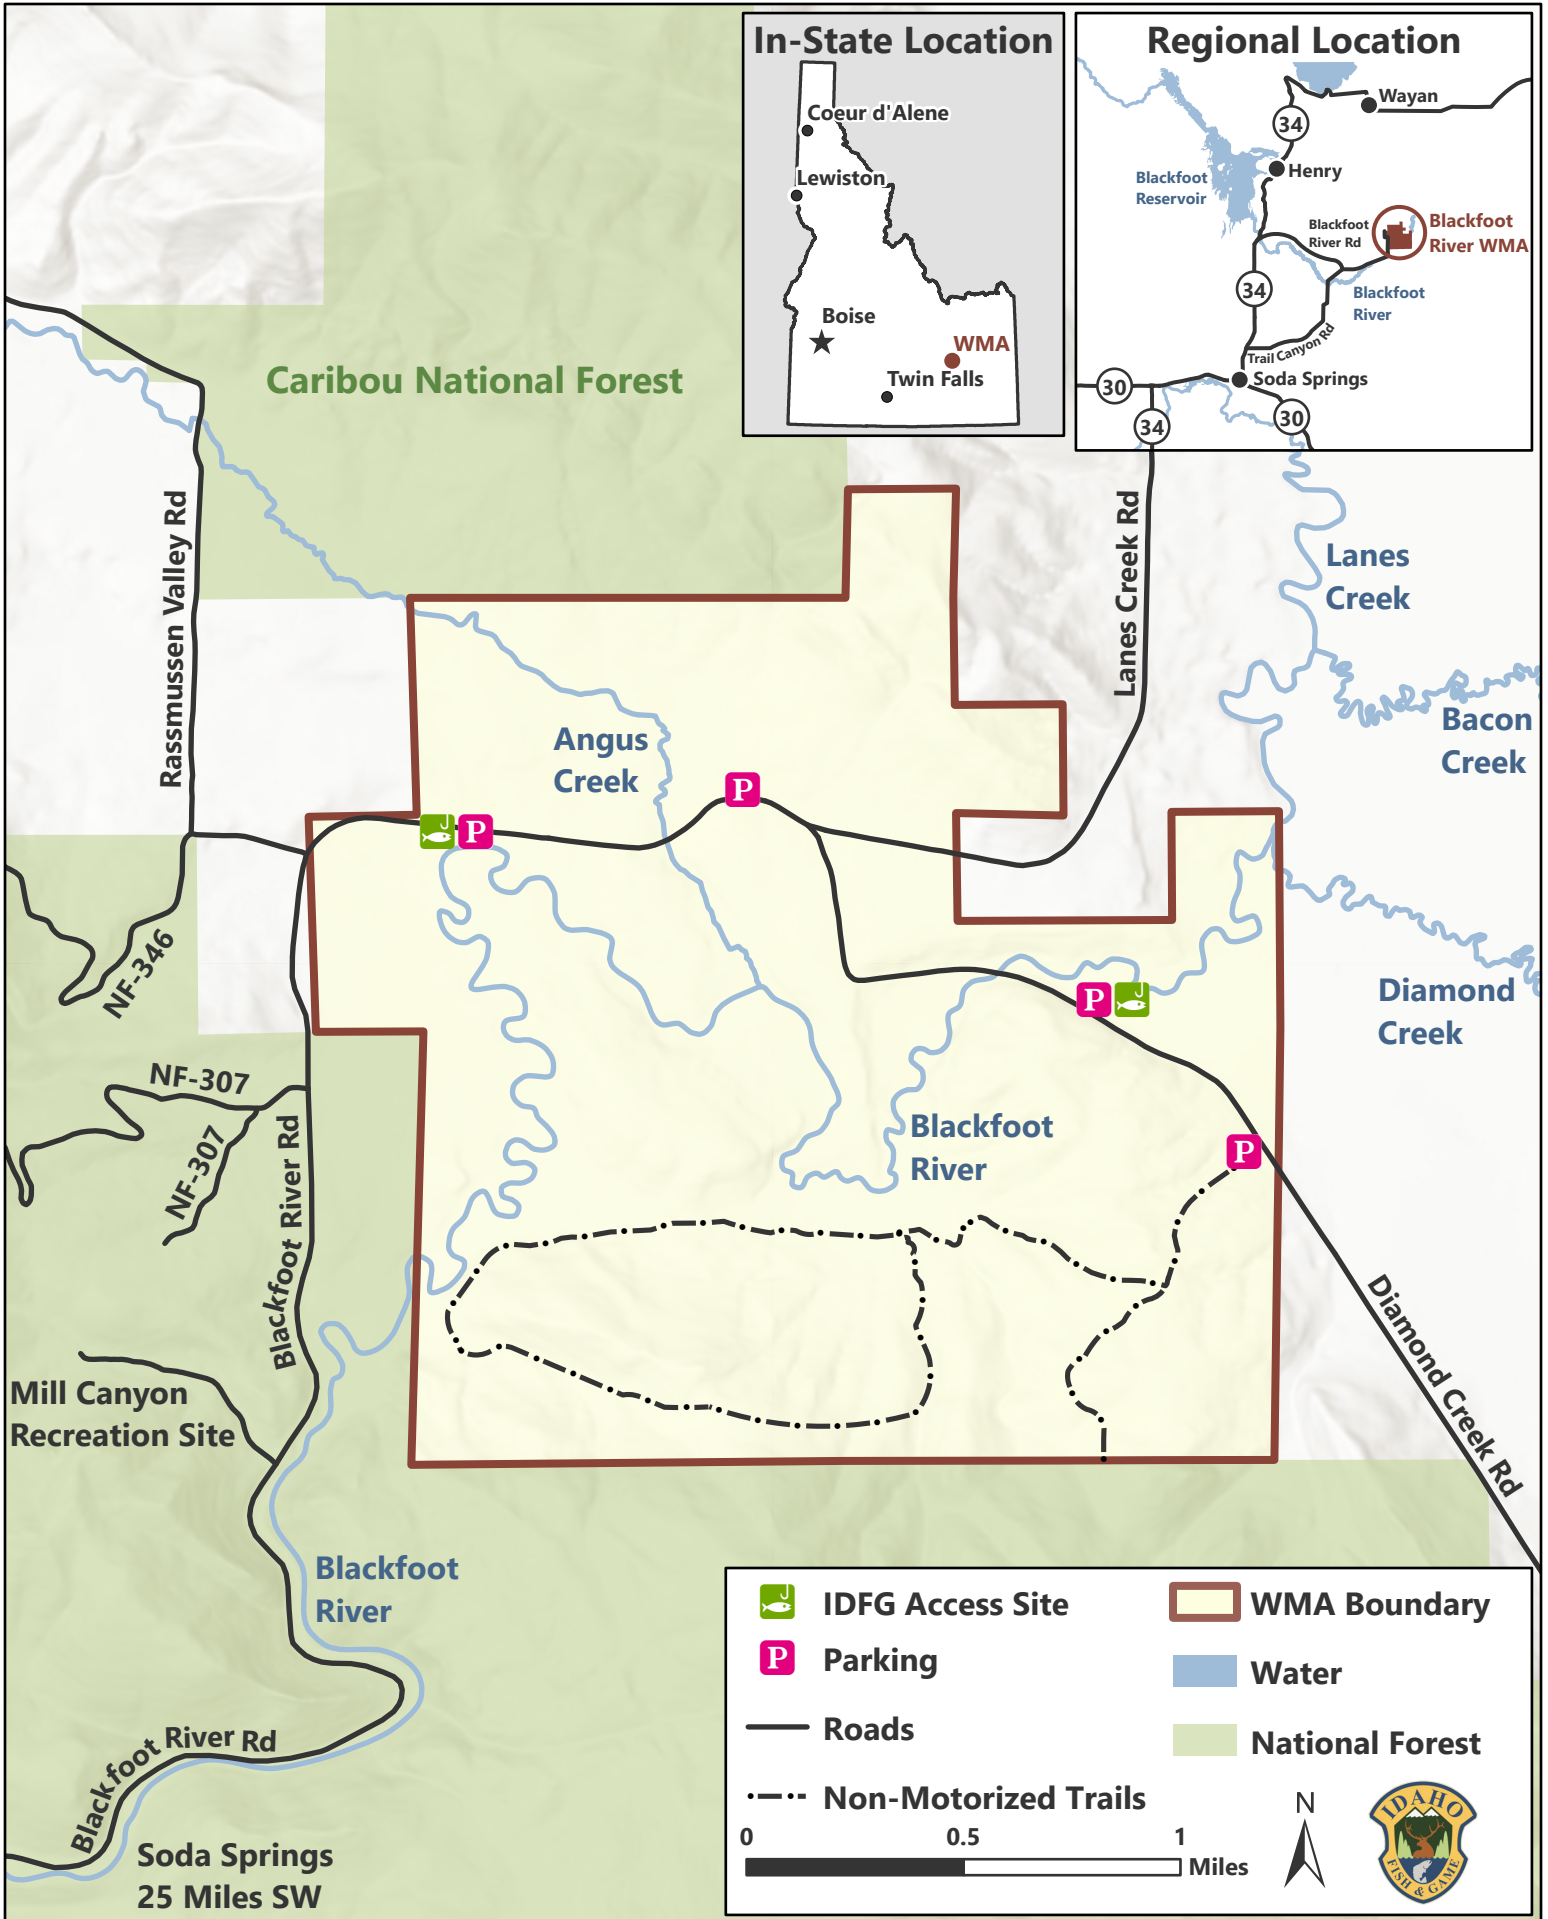 In-State Location
Coeur d'Alene
Lewiston
Boise
WMA
Twin Falls
Regional Location
Wayan
34
Henry
Blackfoot
Reservoir
Blackfoot
River Rd
Blackfoot
River WMA
34
Blackfoot
River
Trail Canyon Rd
Soda Springs
30
30
34
Caribou National Forest
Rassmussen Valley Rd
Lanes Creek Rd
Lanes
Creek
Bacon
Creek
Angus
Creek
P
P
NF-346
P
Diamond
Creek
NF-307
NF-307
Blackfoot River Rd
Blackfoot
River
P
Diamond Creek Rd
Mill Canyon
Recreation Site
Blackfoot
River
Blackfoot River Rd
Soda Springs
25 Miles SW
IDFG Access Site
WMA Boundary
P
Parking
Water
Roads
National Forest
Non-Motorized Trails
0
0.5
1
Miles
N
IDAHO
FISH & GAME